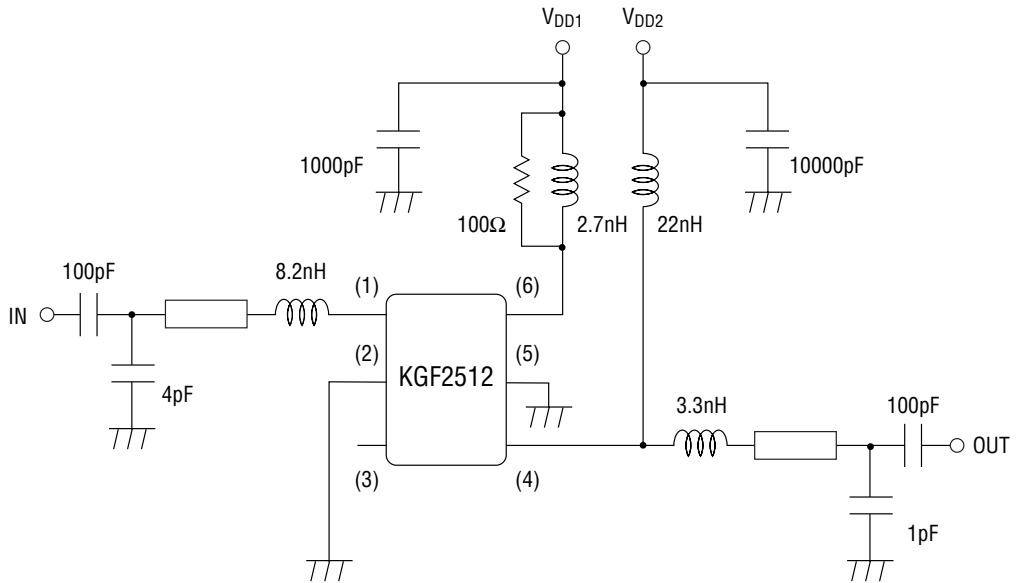 VDD1
VDD2
1000pF
100Ω
2.7nH
22nH
10000pF
100pF
8.2nH
(1)
(6)
IN
(2)
(5)
KGF2512
4pF
3.3nH
100pF
OUT
(3)
(4)
1pF